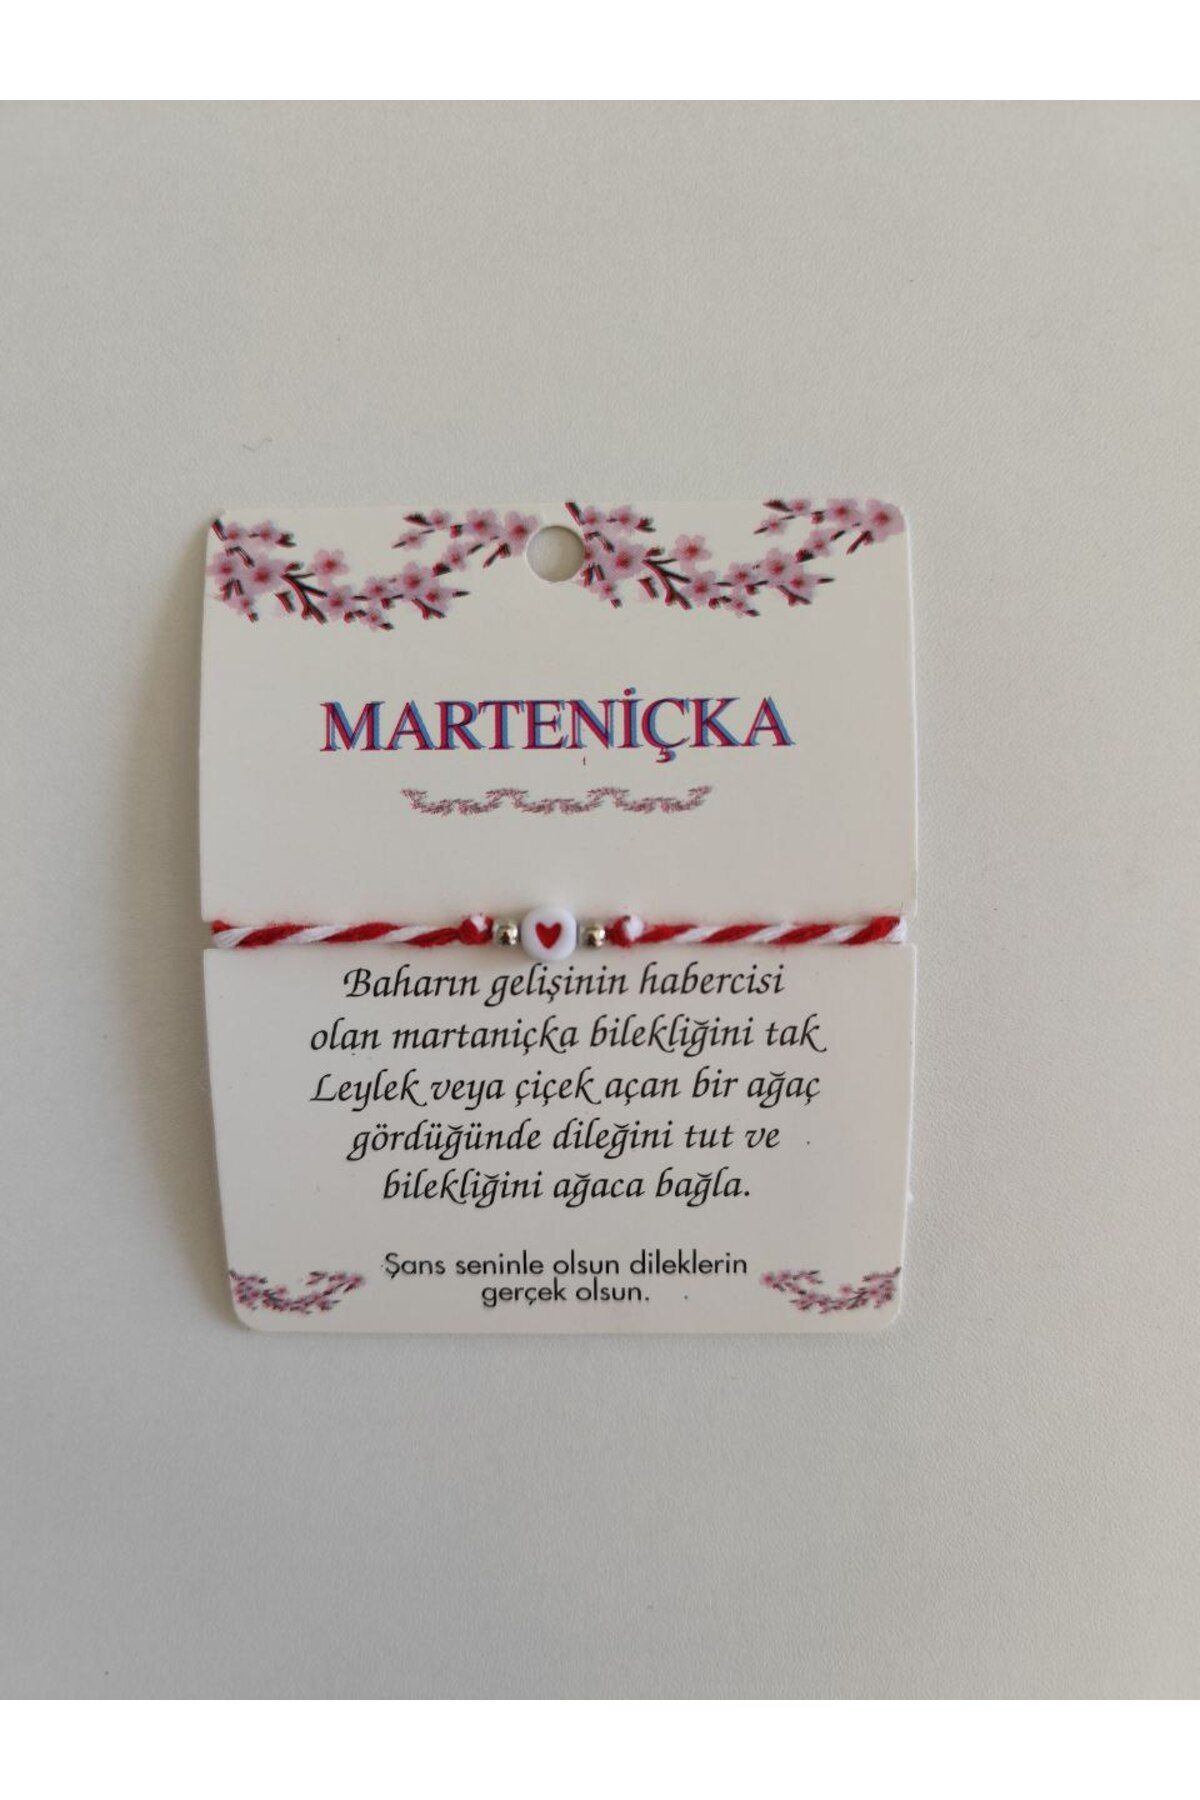 MARTENİÇKA
Baharın gelişinin habercisi
olan martaniçka bilekliğini tak
Leylek veya çiçek açan bir ağaç
gördüğünde dileğini tut ve
bilekliğini ağaca bağla.
Şans seninle olsun dileklerin
gerçek olsun.